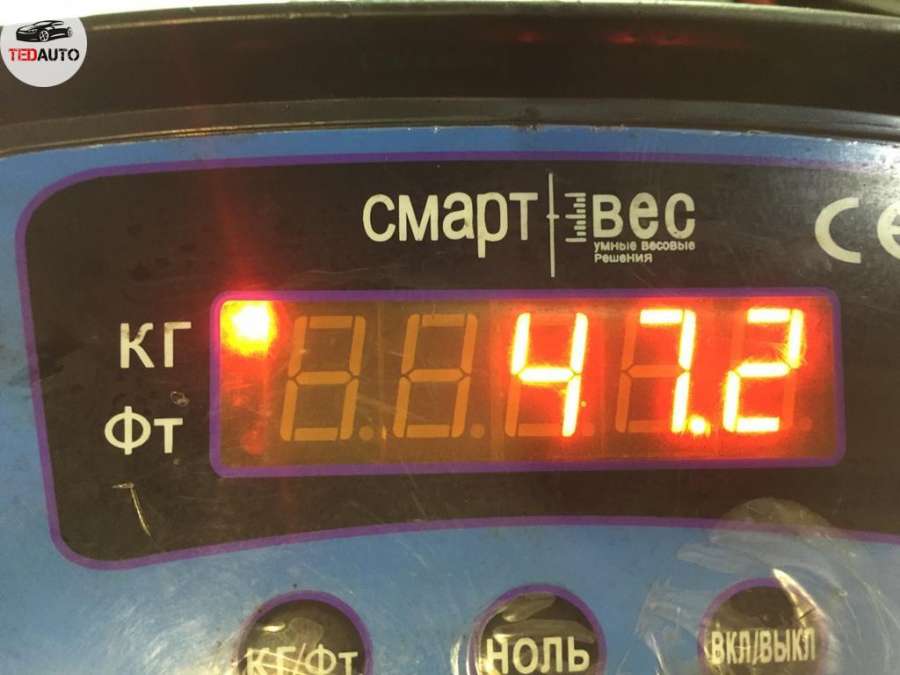 TEDAUTO
СМАРТ ВЕС
УМНЫЕ ВЕСОВЫЕ
РЕШЕНИЯ
CE
КГ
47.2
ФТ
КГ/ФТ
НОЛЬ
ВКЛ/ВЫКЛ